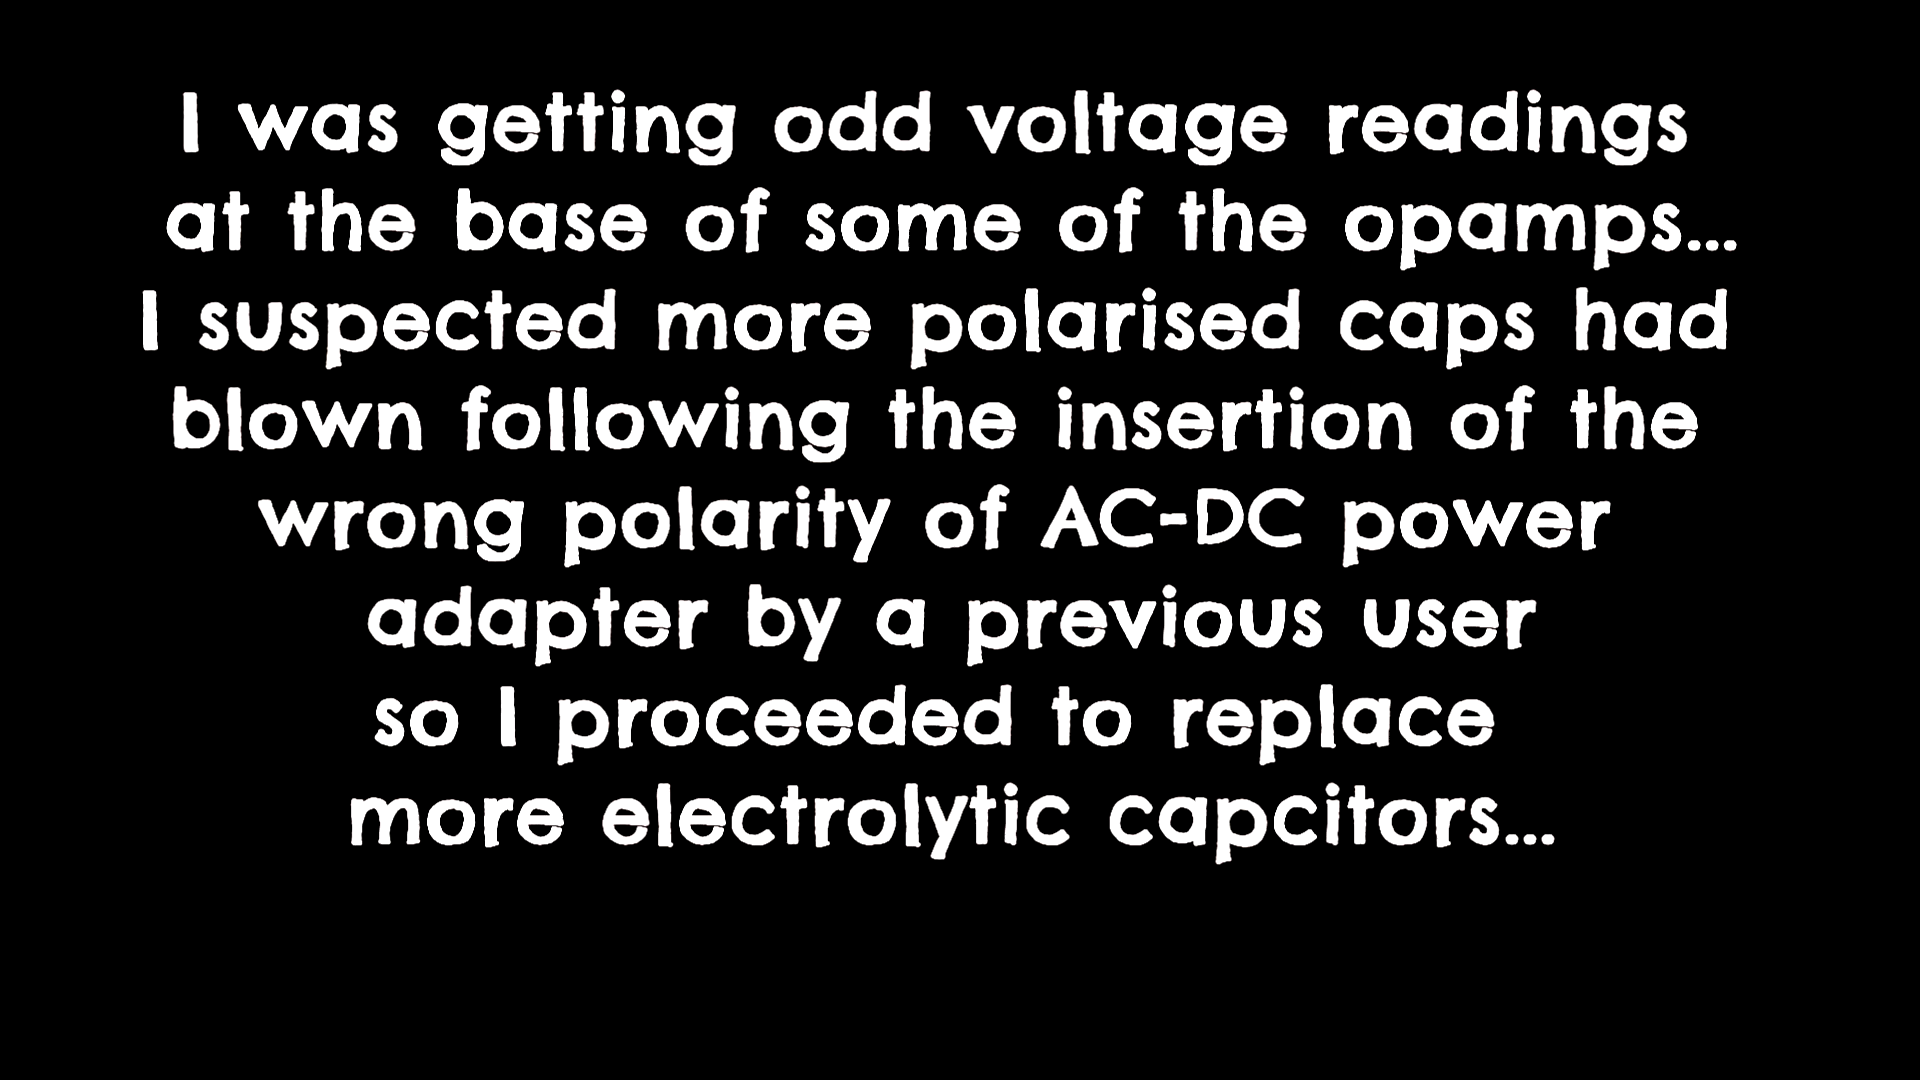 I was getting odd voltage readings
at the base of some of the opamps...
I suspected more polarised caps had
blown following the insertion of the
wrong polarity of AC-DC power
adapter by a previous user
so I proceeded to replace
more electrolytic capcitors...